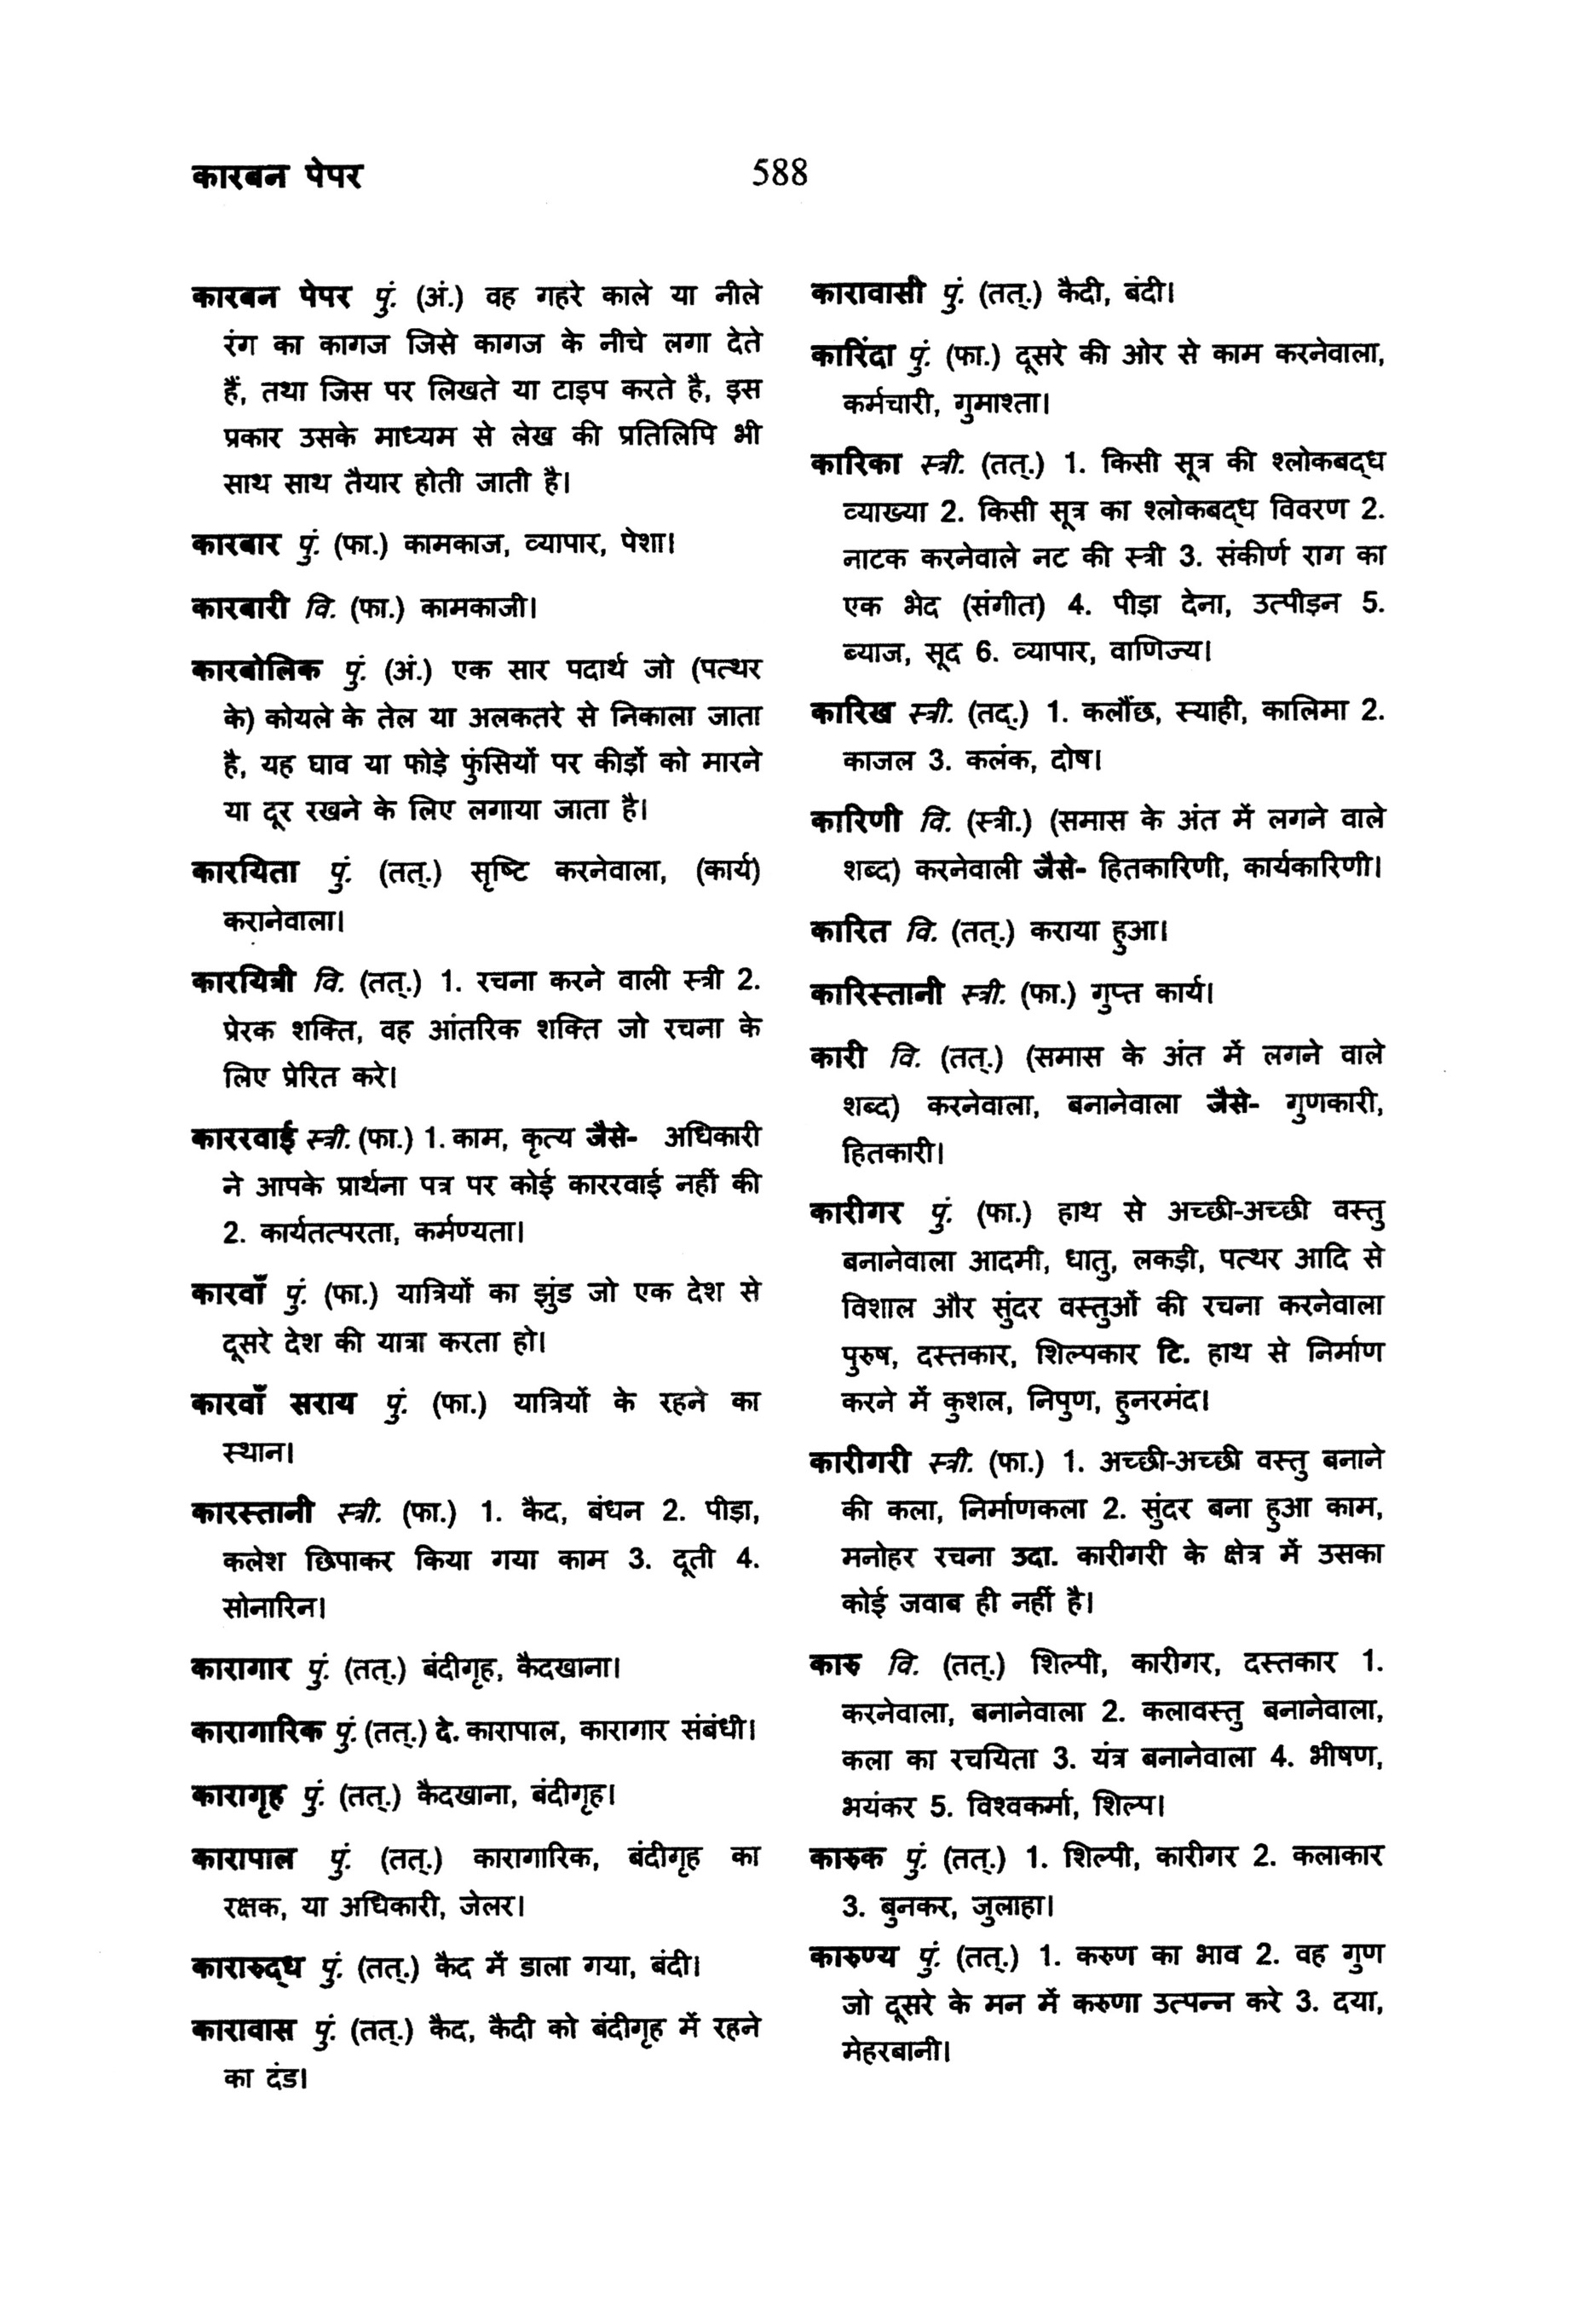 कारबन पेपर
588
कारबन पेपर पुं. (अं.) वह गहरे काले या नीले
रंग का कागज जिसे कागज के नीचे लगा देते
हैं, तथा जिस पर लिखते या टाइप करते है, इस
प्रकार उसके माध्यम से लेख की प्रतिलिपि भी
साथ साथ तैयार होती जाती है।
कारबार पुं. (फा.) कामकाज, व्यापार, पेशा।
कारबारी वि. (फा.) कामकाजी।
कारबोलिक पुं. (अं.) एक सार पदार्थ जो (पत्थर
के) कोयले के तेल या अलकतरे से निकाला जाता
है, यह घाव या फोड़े फुंसियों पर कीड़ों को मारने
या दूर रखने के लिए लगाया जाता है।
कारयिता पुं. (तत्.) सृष्टि करनेवाला, (कार्य)
करानेवाला।
कारयित्री वि. (तत्.) 1. रचना करने वाली स्त्री 2.
प्रेरक शक्ति, वह आंतरिक शक्ति जो रचना के
लिए प्रेरित करे।
काररवाई स्त्री. (फा.) 1. काम, कृत्य जैसे- अधिकारी
ने आपके प्रार्थना पत्र पर कोई काररवाई नहीं की
2. कार्यतत्परता, कर्मण्यता।
कारवाँ पुं. (फा.) यात्रियों का झुंड जो एक देश से
दूसरे देश की यात्रा करता हो।
कारवाँ सराय पुं. (फा.) यात्रियों के रहने का
स्थान।
कारस्तानी स्त्री. (फा.) 1. कैद, बंधन 2. पीड़ा,
कलेश छिपाकर किया गया काम 3. दूती 4.
सोनारिन।
कारागार पुं. (तत्.) बंदीगृह, कैदखाना।
कारागारिक पुं. (तत्.) दे. कारापाल, कारागार संबंधी।
कारागृह पुं. (तत्.) कैदखाना, बंदीगृह।
कारापाल पुं. (तत्.) कारागारिक, बंदीगृह का
रक्षक, या अधिकारी, जेलर।
कारारुद्ध पुं. (तत्.) कैद में डाला गया, बंदी।
कारावास पुं. (तत्.) कैद, कैदी को बंदीगृह में रहने
का दंड।
कारावासी पुं. (तत्.) कैदी, बंदी।
कारिंदा पुं. (फा.) दूसरे की ओर से काम करनेवाला,
कर्मचारी, गुमाश्ता।
कारिका स्त्री. (तत्.) 1. किसी सूत्र की श्लोकबद्ध
व्याख्या 2. किसी सूत्र का श्लोकबद्ध विवरण 2.
नाटक करनेवाले नट की स्त्री 3. संकीर्ण राग का
एक भेद (संगीत) 4. पीड़ा देना, उत्पीड़न 5.
ब्याज, सूद 6. व्यापार, वाणिज्य।
कारिख स्त्री. (तद्.) 1. कलौंछ, स्याही, कालिमा 2.
काजल 3. कलंक, दोष।
कारिणी वि. (स्त्री.) (समास के अंत में लगने वाले
शब्द) करनेवाली जैसे- हितकारिणी, कार्यकारिणी।
कारित वि. (तत्.) कराया हुआ।
कारिस्तानी स्त्री. (फा.) गुप्त कार्य।
कारी वि. (तत्.) (समास के अंत में लगने वाले
शब्द) करनेवाला, बनानेवाला जैसे- गुणकारी,
हितकारी।
कारीगर पुं. (फा.) हाथ से अच्छी-अच्छी वस्तु
बनानेवाला आदमी, धातु, लकड़ी, पत्थर आदि से
विशाल और सुंदर वस्तुओं की रचना करनेवाला
पुरुष, दस्तकार, शिल्पकार टि. हाथ से निर्माण
करने में कुशल, निपुण, हुनरमंद।
कारीगरी स्त्री. (फा.) 1. अच्छी-अच्छी वस्तु बनाने
की कला, निर्माणकला 2. सुंदर बना हुआ काम,
मनोहर रचना उदा. कारीगरी के क्षेत्र में उसका
कोई जवाब ही नहीं है।
कारु वि. (तत्.) शिल्पी, कारीगर, दस्तकार 1.
करनेवाला, बनानेवाला 2. कलावस्तु बनानेवाला,
कला का रचयिता 3. यंत्र बनानेवाला 4. भीषण,
भयंकर 5. विश्वकर्मा, शिल्प।
कारुक पुं. (तत्.) 1. शिल्पी, कारीगर 2. कलाकार
3. बुनकर, जुलाहा।
कारुण्य पुं. (तत्.) 1. करुण का भाव 2. वह गुण
जो दूसरे के मन में करुणा उत्पन्न करे 3. दया,
मेहरबानी।